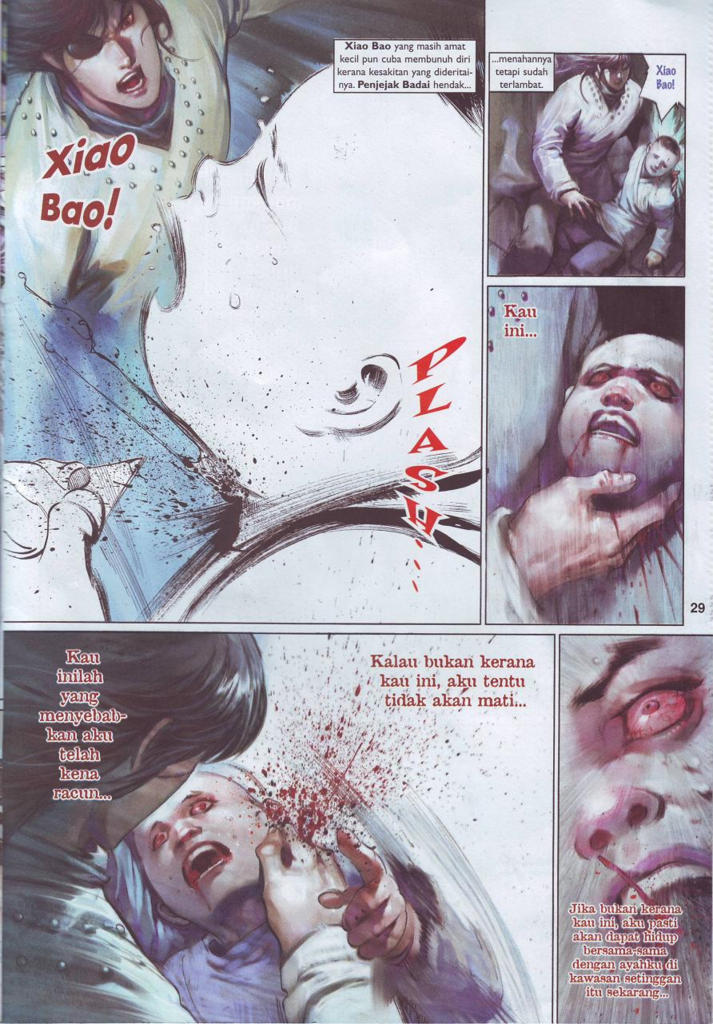 Xiao Bao yang masih amat
kecil pun cuba membunuh diri
kerana kesakitan yang diderita-
inya. Penjejak Badai hendak...
Xiao
Bao!
PLASH...
...menahannya
tetapi sudah
terlambat.
Xiao
Bao!
Kau
ini...
29
Kau
inilah
yang
menyebab-
kan aku
telah
kena
racun...
Kalau bukan kerana
kau ini, aku tentu
tidak akan mati...
Jika bukan kerana
kau ini, aku pasti
akan dapat hidup
bersama-sama
dengan ayahku di
kawasan setinggan
itu sekarang...